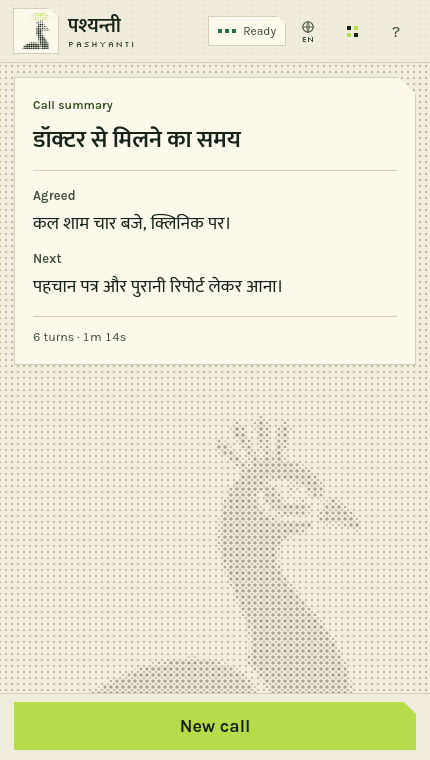 पश्यन्ती
PASHYANTI
Ready
EN
?
Call summary
डॉक्टर से मिलने का समय
Agreed
कल शाम चार बजे, क्लिनिक पर।
Next
पहचान पत्र और पुरानी रिपोर्ट लेकर आना।
6 turns · 1m 14s
New call